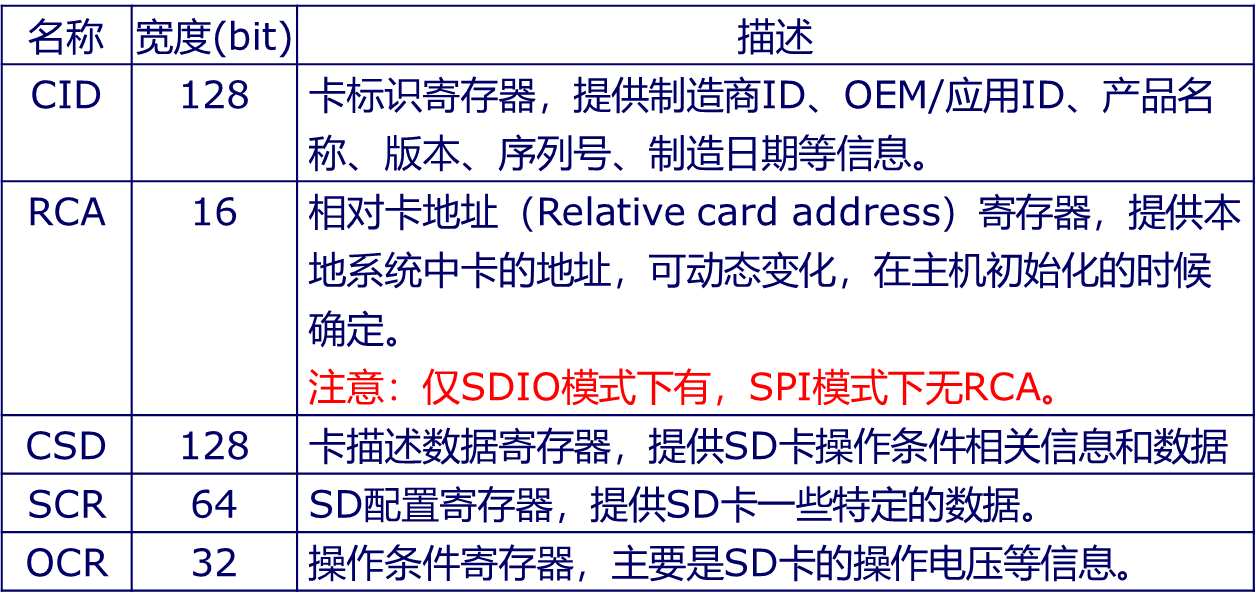 名称 宽度(bit) 描述
CID 128 卡标识寄存器，提供制造商ID、OEM/应用ID、产品名
称、版本、序列号、制造日期等信息。
RCA 16 相对卡地址（Relative card address）寄存器，提供本
地系统中卡的地址，可动态变化，在主机初始化的时候
确定。
注意：仅SDIO模式下有，SPI模式下无RCA。
CSD 128 卡描述数据寄存器，提供SD卡操作条件相关信息和数据
SCR 64 SD配置寄存器，提供SD卡一些特定的数据。
OCR 32 操作条件寄存器，主要是SD卡的操作电压等信息。